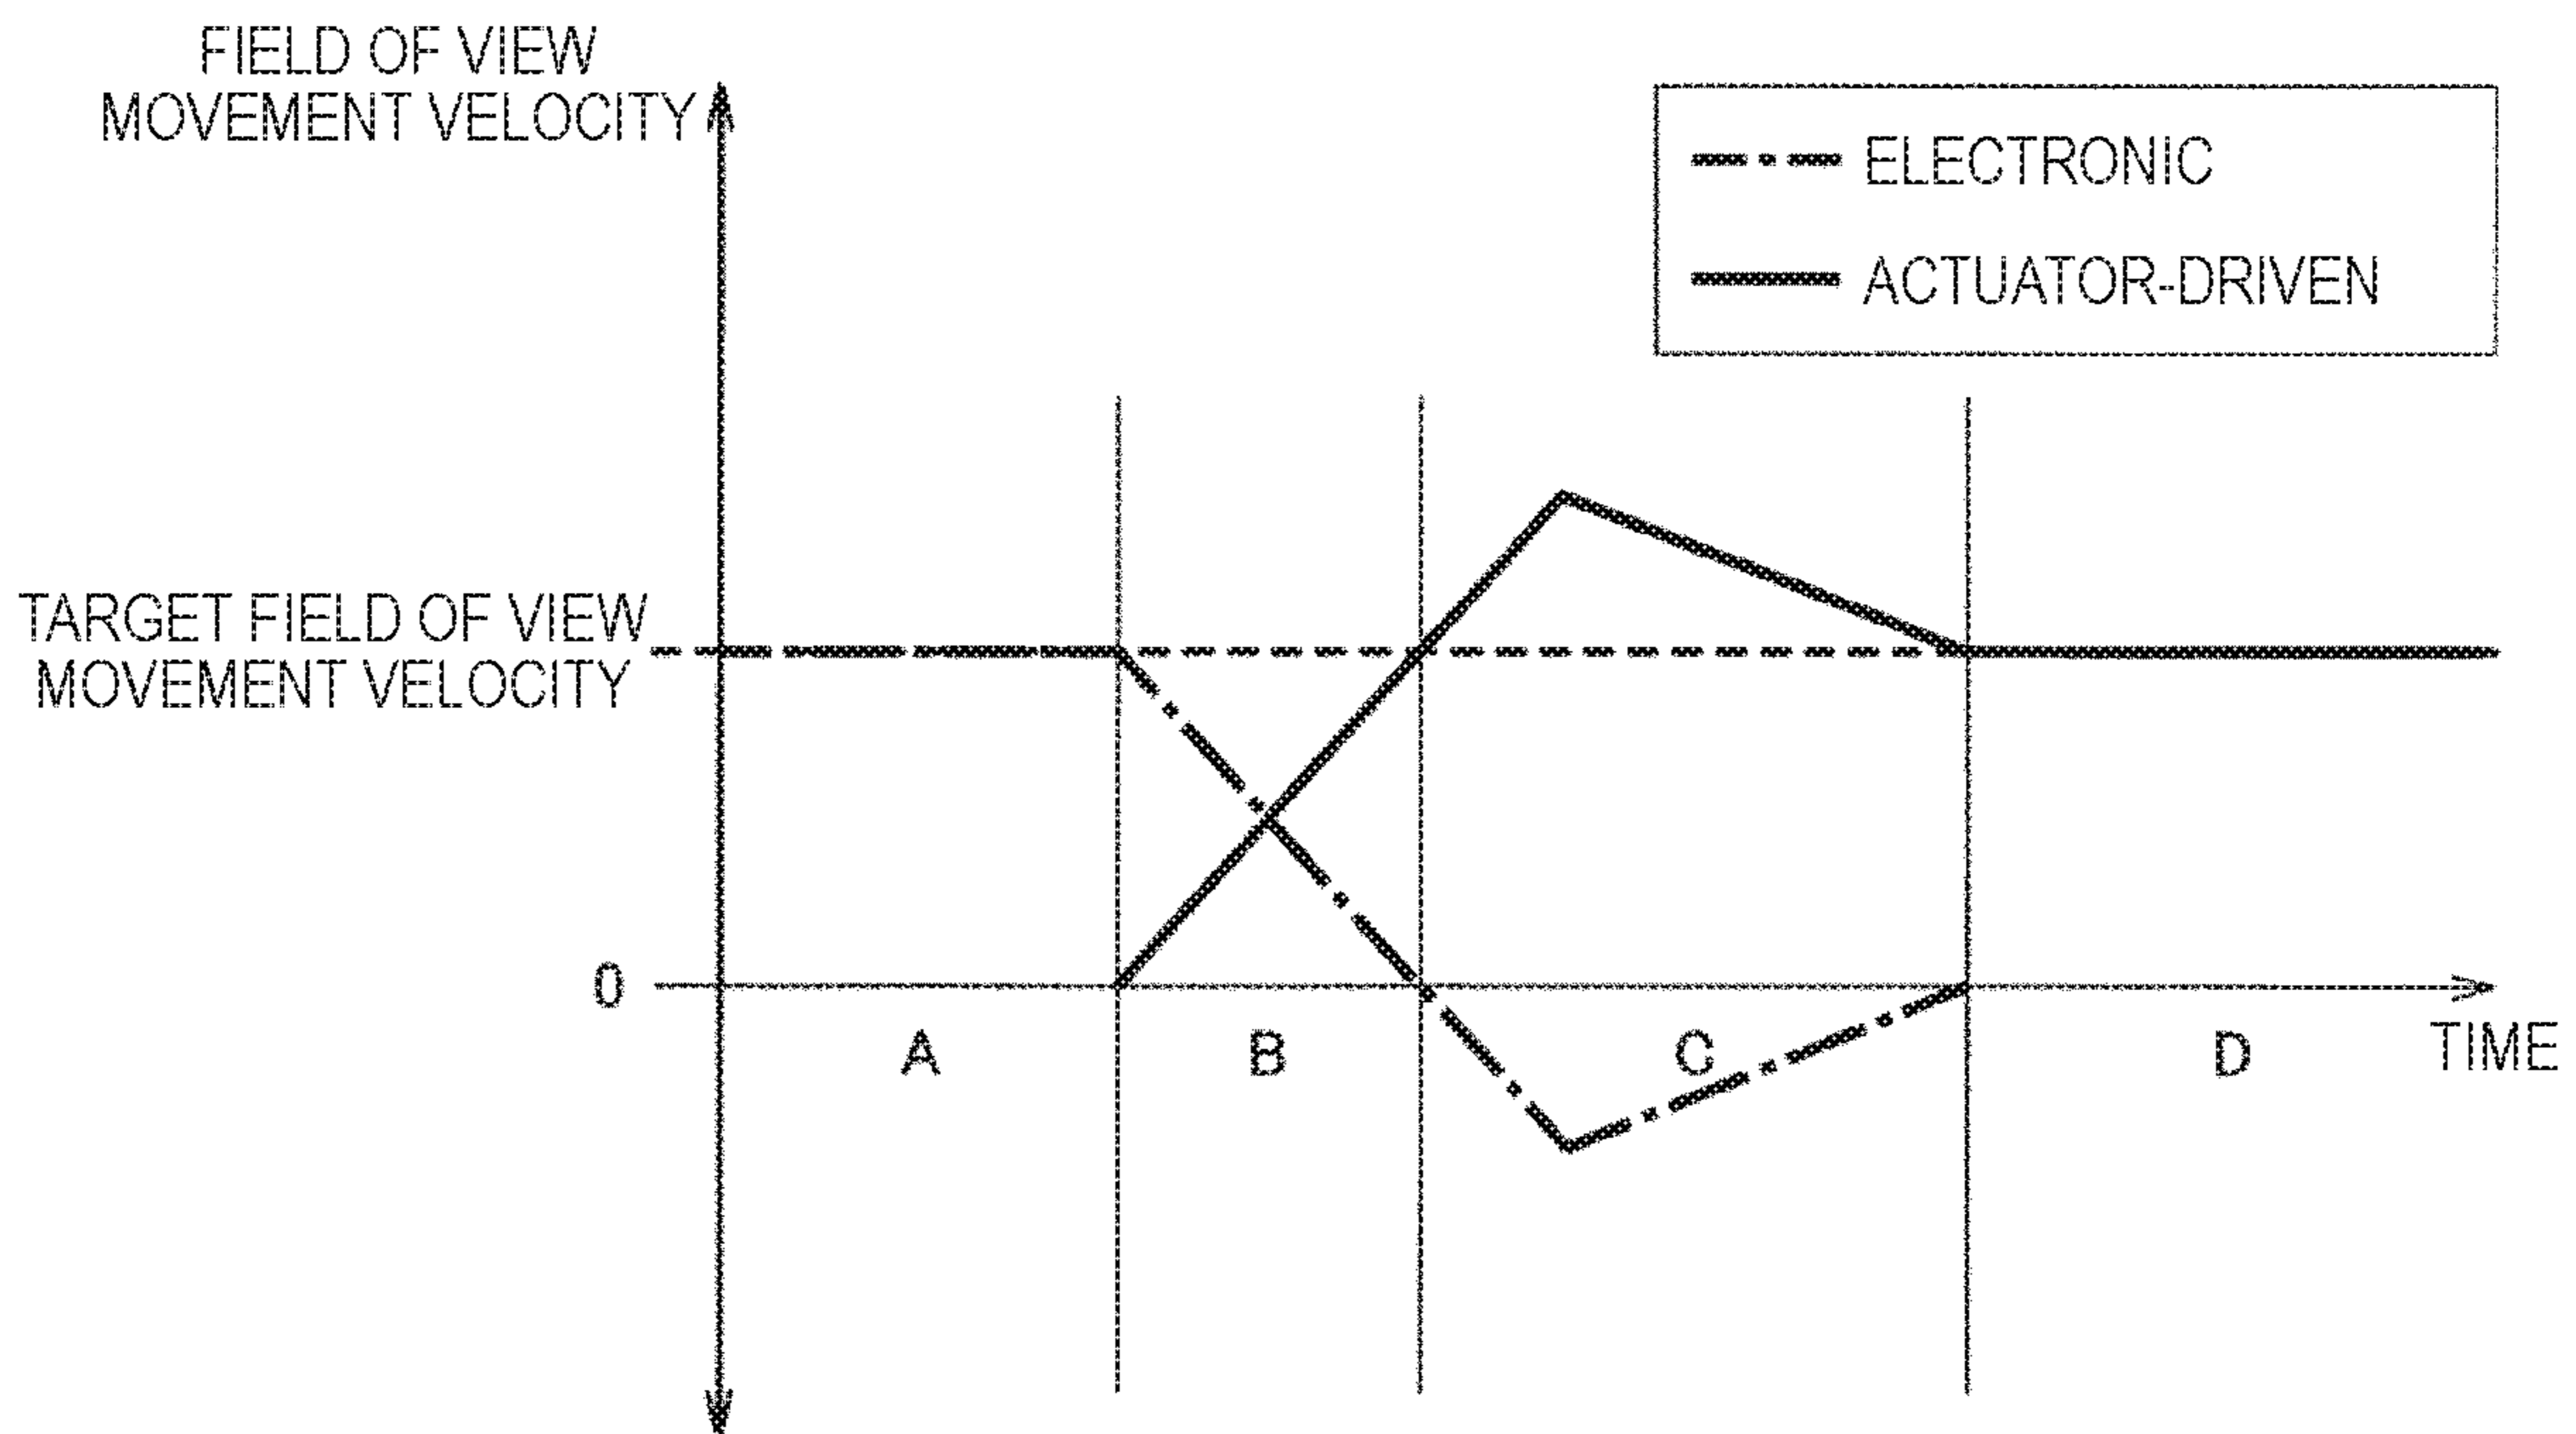 FIELD OF VIEW
MOVEMENT VELOCITY
ELECTRONIC
ACTUATOR-DRIVEN
TARGET FIELD OF VIEW
MOVEMENT VELOCITY
0
A
B
C
D
TIME